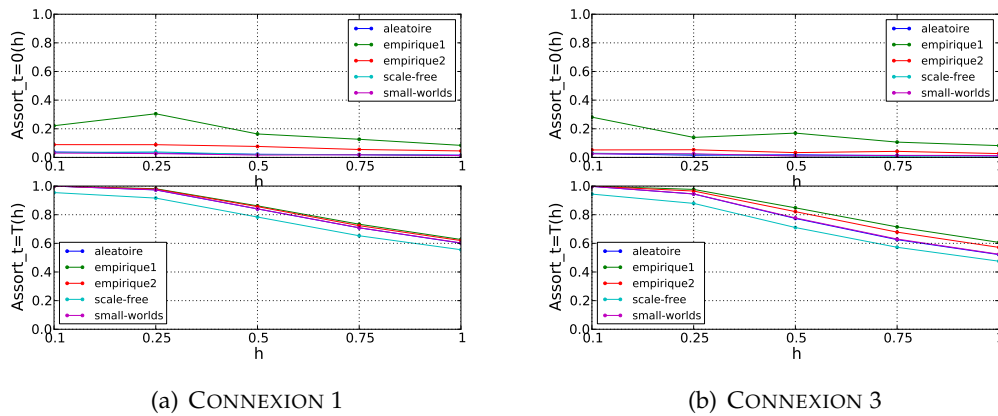 1.0
0.8
0.6
0.4
0.2
0.0
Assort_t=0(h)
aleatoire
empirique1
empirique2
scale-free
small-worlds
0.1 0.25 0.5 0.75 1
h
1.0
0.8
0.6
0.4
0.2
0.0
Assort_t=T(h)
aleatoire
empirique1
empirique2
scale-free
small-worlds
0.1 0.25 0.5 0.75 1
h
(a) CONNEXION 1
1.0
0.8
0.6
0.4
0.2
0.0
Assort_t=0(h)
aleatoire
empirique1
empirique2
scale-free
small-worlds
0.1 0.25 0.5 0.75 1
h
1.0
0.8
0.6
0.4
0.2
0.0
Assort_t=T(h)
aleatoire
empirique1
empirique2
scale-free
small-worlds
0.1 0.25 0.5 0.75 1
h
(b) CONNEXION 3